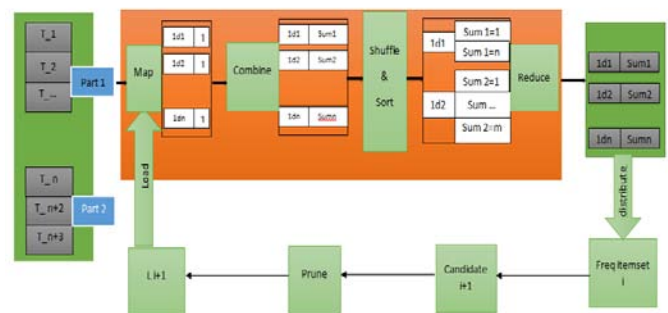 T_1
T_2
T_...
Part 1
T_n
T_n+2
T_n+3
Part 2
Map
1d1 1
1d2 1
1dn 1
Combine
1d1 Sum1
1d2 Sum2
1dn Sumn
Shuffle
&
Sort
1d1
Sum 1=1
Sum 1=n
1d2
Sum 2=1
Sum ...
Sum 2=m
Reduce
1d1 Sum1
1d2 Sum2
1dn Sumn
Load
distribute
L i+1
Prune
Candidate
i+1
Freq itemset
i